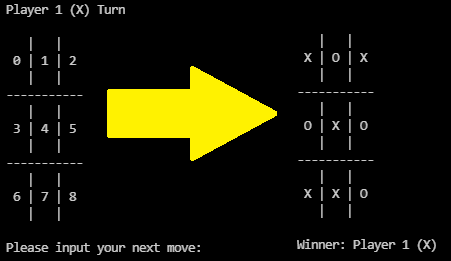 Player 1 (X) Turn
0 | 1 | 2
3 | 4 | 5
6 | 7 | 8
Please input your next move:
X | O | X
O | X | O
X | X | O
Winner: Player 1 (X)